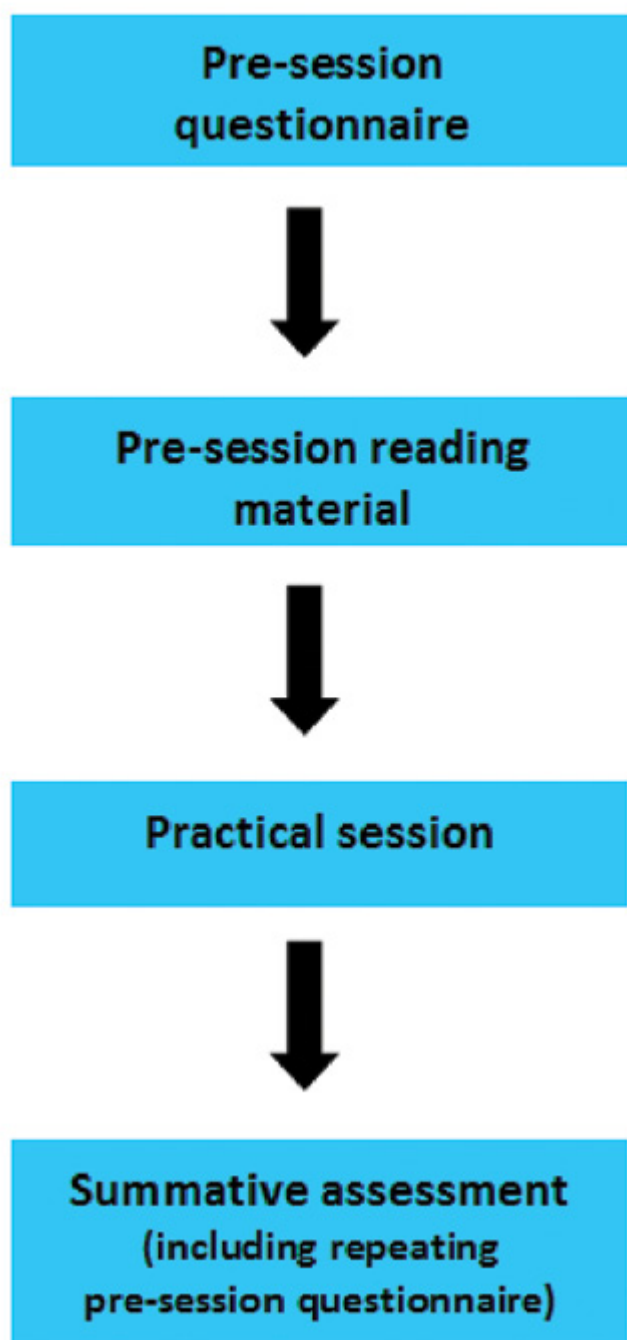 Pre-session
questionnaire
Pre-session reading
material
Practical session
Summative assessment
(including repeating
pre-session questionnaire)